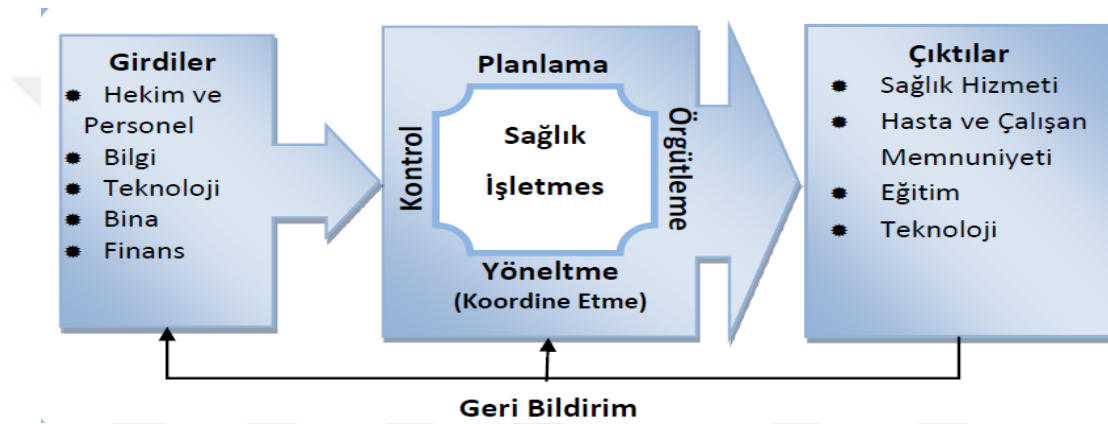 Girdiler
Hekim ve
Personel
Bilgi
Teknoloji
Bina
Finans
Planlama
Kontrol
Sağlık
İşletmes
Örgütleme
Yöneltme
(Koordine Etme)
Çıktılar
Sağlık Hizmeti
Hasta ve Çalışan
Memnuniyeti
Eğitim
Teknoloji
Geri Bildirim